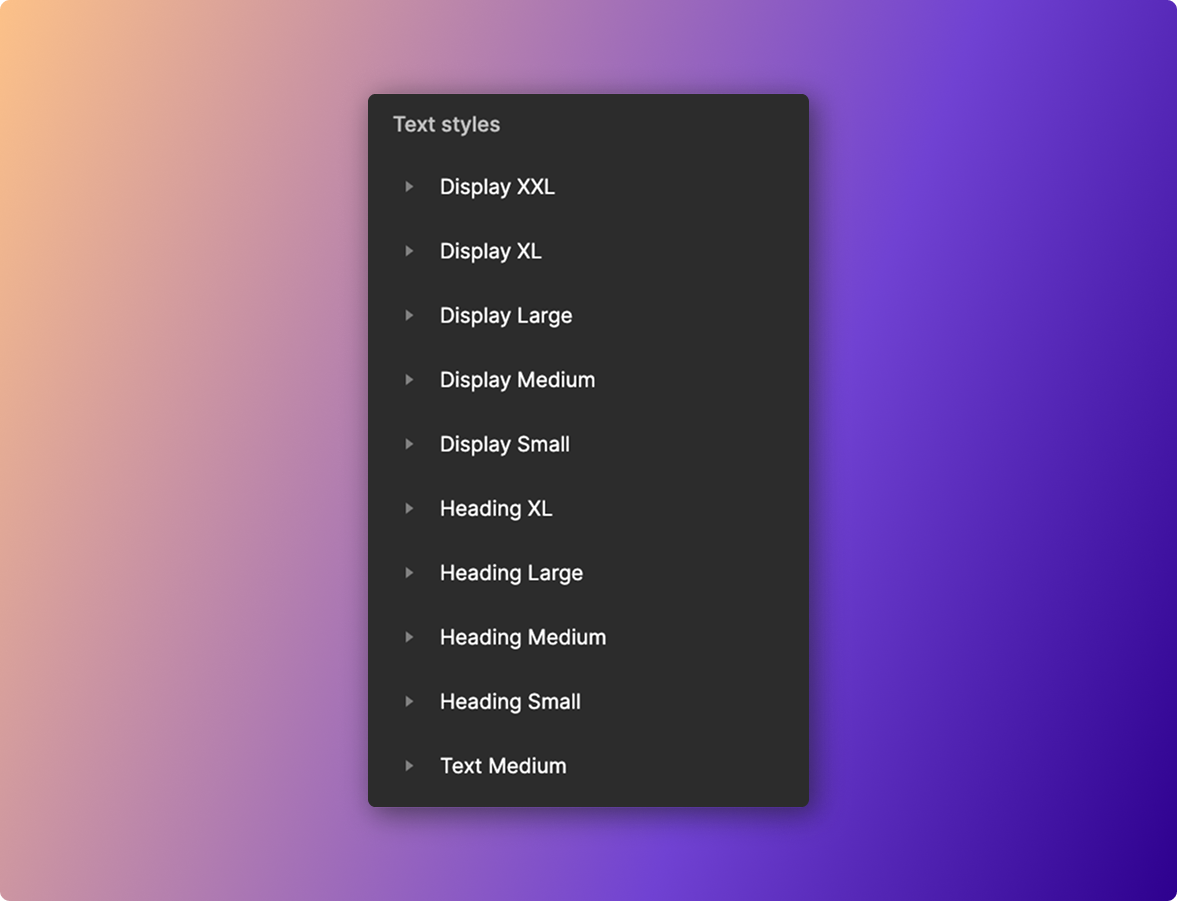 Text styles
Display XXL
Display XL
Display Large
Display Medium
Display Small
Heading XL
Heading Large
Heading Medium
Heading Small
Text Medium